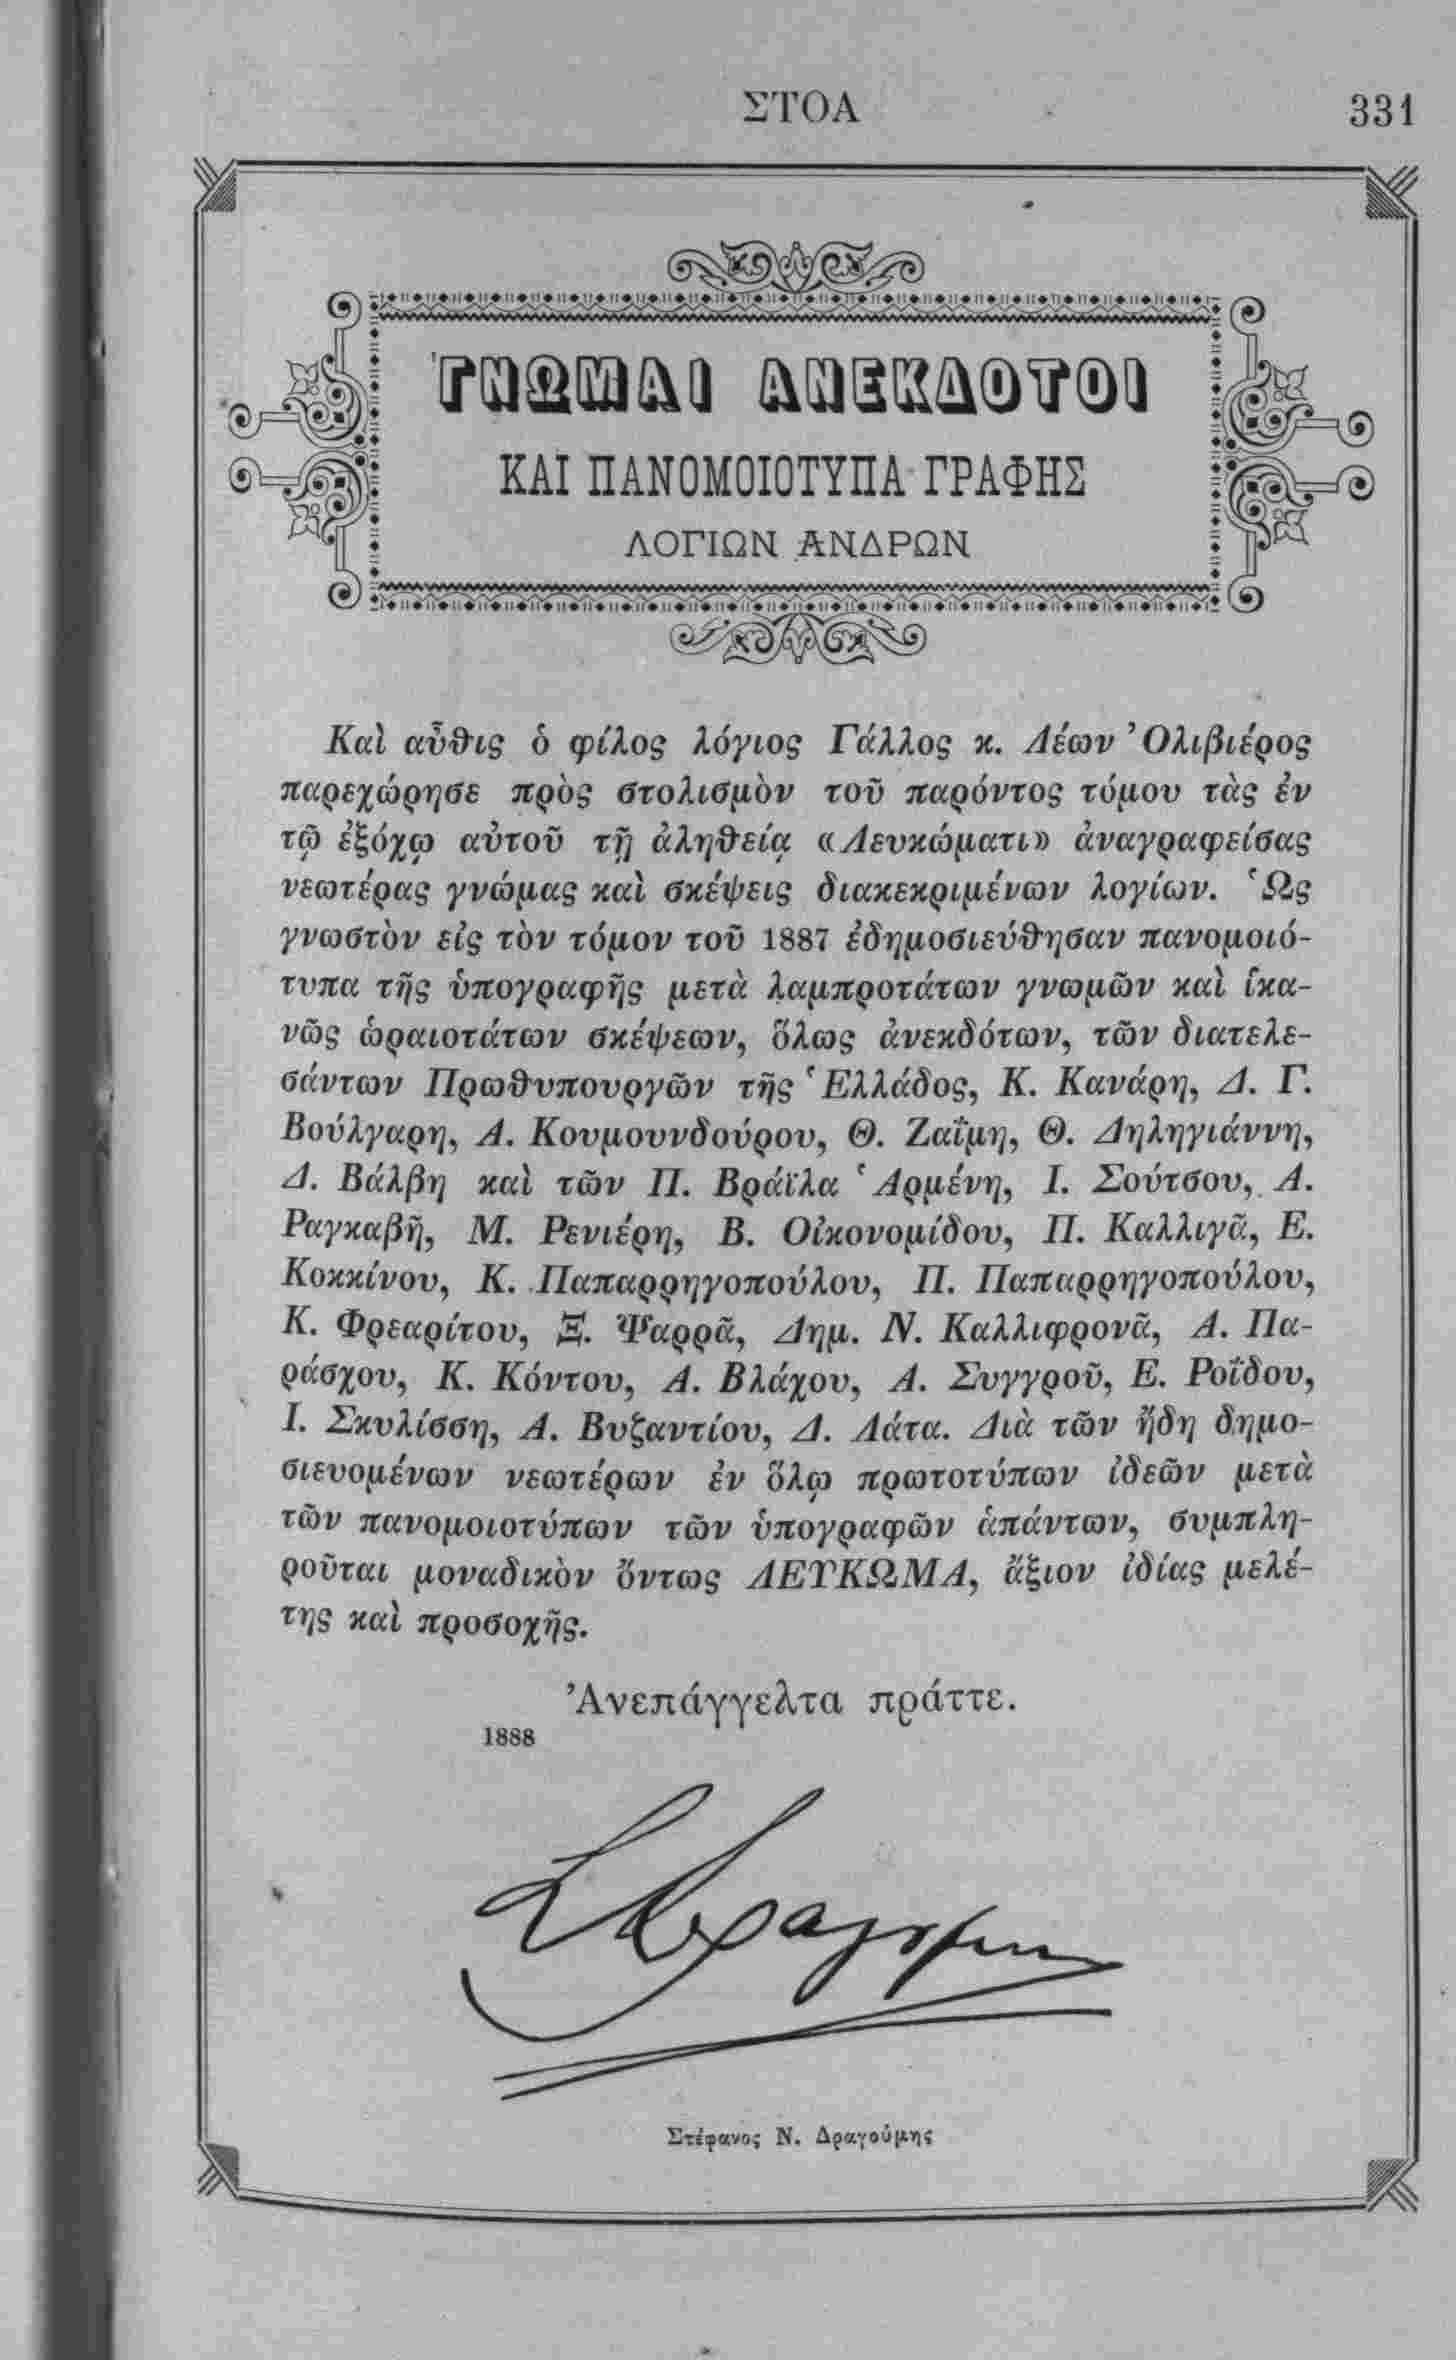 ΣΤΟΑ 331
ΓΝΩΜΑΙ ΑΝΕΚΔΟΤΟΙ
ΚΑΙ ΠΑΝΟΜΟΙΟΤΥΠΑ ΓΡΑΦΗΣ
ΛΟΓΙΩΝ ΑΝΔΡΩΝ
Καὶ αὖθις ὁ φίλος λόγιος Γάλλος κ. Λέων Ὀλιβιέρος
παρεχώρησε πρὸς στολισμὸν τοῦ παρόντος τόμου τὰς ἐν
τῷ ἐξόχῳ αὐτοῦ τῇ ἀληθείᾳ «Λευκώματι» ἀναγραφείσας
νεωτέρας γνώμας καὶ σκέψεις διακεκριμένων λογίων. Ὡς
γνωστὸν εἰς τὸν τόμον τοῦ 1887 ἐδημοσιεύθησαν πανομοιό-
τυπα τῆς ὑπογραφῆς μετὰ λαμπροτάτων γνωμῶν καὶ ἱκα-
νῶς ὡραιοτάτων σκέψεων, ὅλως ἀνεκδότων, τῶν διατελε-
σάντων Πρωθυπουργῶν τῆς Ἑλλάδος, Κ. Κανάρη, Δ. Γ.
Βούλγαρη, Α. Κουμουνδούρου, Θ. Ζαΐμη, Θ. Δηληγιάννη,
Δ. Βάλβη καὶ τῶν Π. Βράϊλα Ἁρμένη, Ι. Σούτσου, Α.
Ραγκαβῆ, Μ. Ρενιέρη, Β. Οἰκονομίδου, Π. Καλλιγᾶ, Ε.
Κοκκίνου, Κ. Παπαρρηγοπούλου, Π. Παπαρρηγοπούλου,
Κ. Φρεαρίτου, Ξ. Ψαρρᾶ, Δημ. Ν. Καλλιφρονᾶ, Α. Πα-
ράσχου, Κ. Κόντου, Α. Βλάχου, Α. Συγγροῦ, Ε. Ροΐδου,
Ι. Σκυλίσση, Α. Βυζαντίου, Δ. Λάτα. Διὰ τῶν ἤδη δημο-
σιευομένων νεωτέρων ἐν ὅλῳ πρωτοτύπων ἰδεῶν μετὰ
τῶν πανομοιοτύπων τῶν ὑπογραφῶν ἁπάντων, συμπλη-
ροῦται μοναδικὸν ὄντως ΛΕΥΚΩΜΑ, ἄξιον ἰδίας μελέ-
της καὶ προσοχῆς.
Ἀνεπάγγελτα πράττε.
1888
Σ Δραγούμης
Στέφανος Ν. Δραγούμης